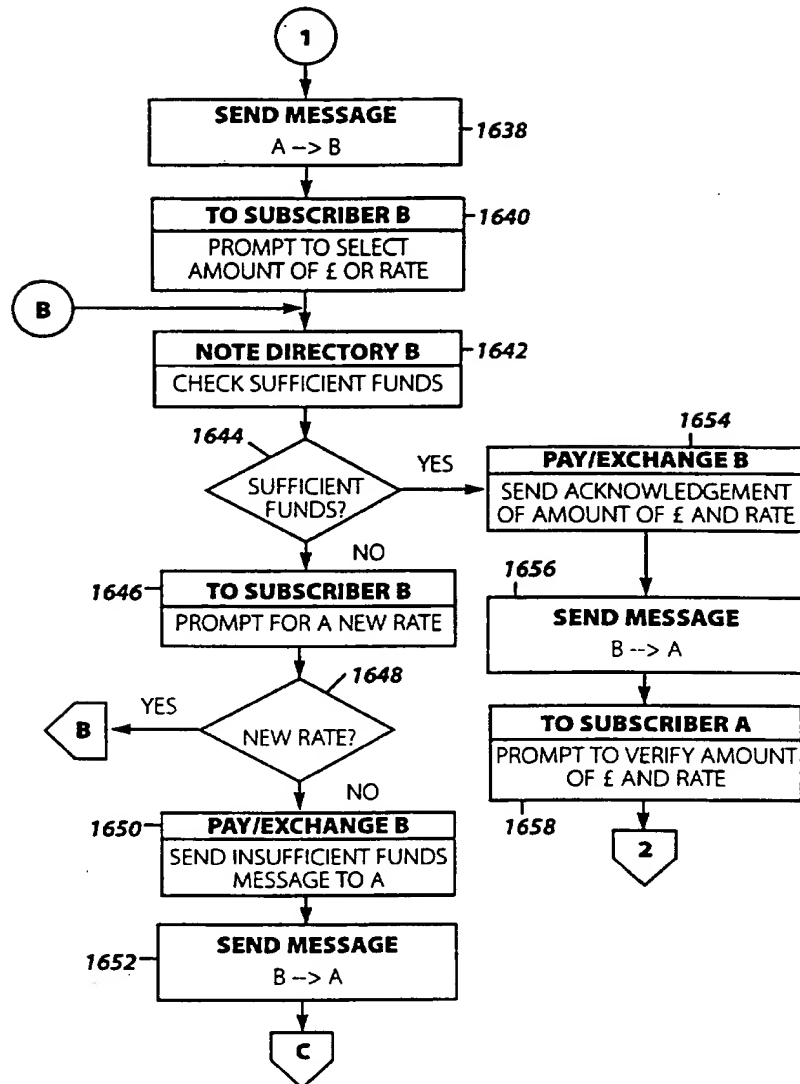 1
SEND MESSAGE
A --> B
1638
TO SUBSCRIBER B
PROMPT TO SELECT
AMOUNT OF £ OR RATE
1640
B
NOTE DIRECTORY B
CHECK SUFFICIENT FUNDS
1642
1644
SUFFICIENT
FUNDS?
YES
NO
1646
TO SUBSCRIBER B
PROMPT FOR A NEW RATE
1648
NEW RATE?
YES
B
NO
1650
PAY/EXCHANGE B
SEND INSUFFICIENT FUNDS
MESSAGE TO A
1652
SEND MESSAGE
B --> A
C
1654
PAY/EXCHANGE B
SEND ACKNOWLEDGEMENT
OF AMOUNT OF £ AND RATE
1656
SEND MESSAGE
B --> A
TO SUBSCRIBER A
PROMPT TO VERIFY AMOUNT
OF £ AND RATE
1658
2